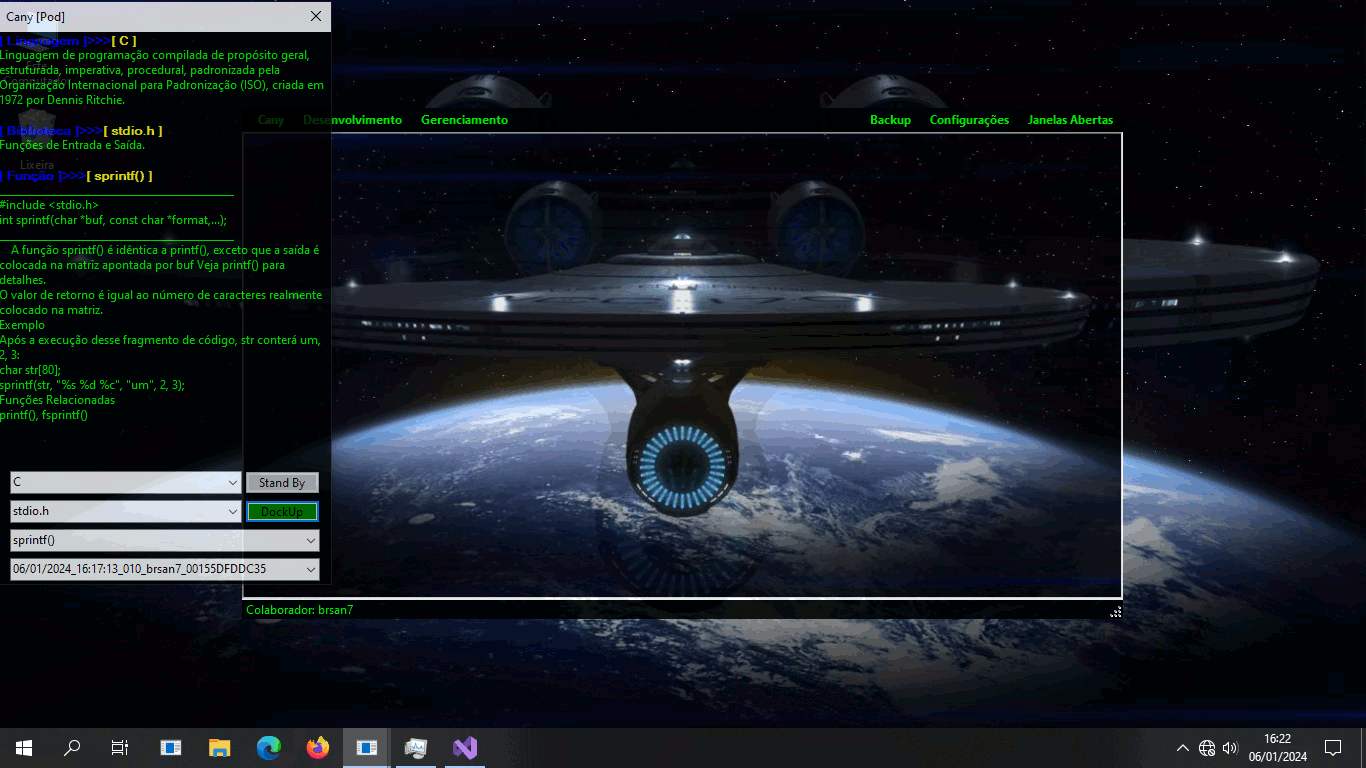 Cany [Pod]
[ Linguagem ]>>>[ C ]
Linguagem de programação compilada de propósito geral,
estruturada, imperativa, procedural, padronizada pela
Organização Internacional para Padronização (ISO), criada em
1972 por Dennis Ritchie.
[ Biblioteca ]>>>[ stdio.h ]
Funções de Entrada e Saída.
Lixeira
[ Função ]>>>[ sprintf() ]
#include <stdio.h>
int sprintf(char *buf, const char *format,...);
A função sprintf() é idêntica a printf(), exceto que a saída é
colocada na matriz apontada por buf Veja printf() para
detalhes.
O valor de retorno é igual ao número de caracteres realmente
colocado na matriz.
Exemplo
Após a execução desse fragmento de código, str conterá um,
2, 3:
char str[80];
sprintf(str, "%s %d %c", "um", 2, 3);
Funções Relacionadas
printf(), fsprintf()
C
Stand By
stdio.h
DockUp
sprintf()
06/01/2024_16:17:13_010_brsan7_00155DFDDC35
Cany Desenvolvimento Gerenciamento Backup Configurações Janelas Abertas
Colaborador: brsan7
16:22
06/01/2024